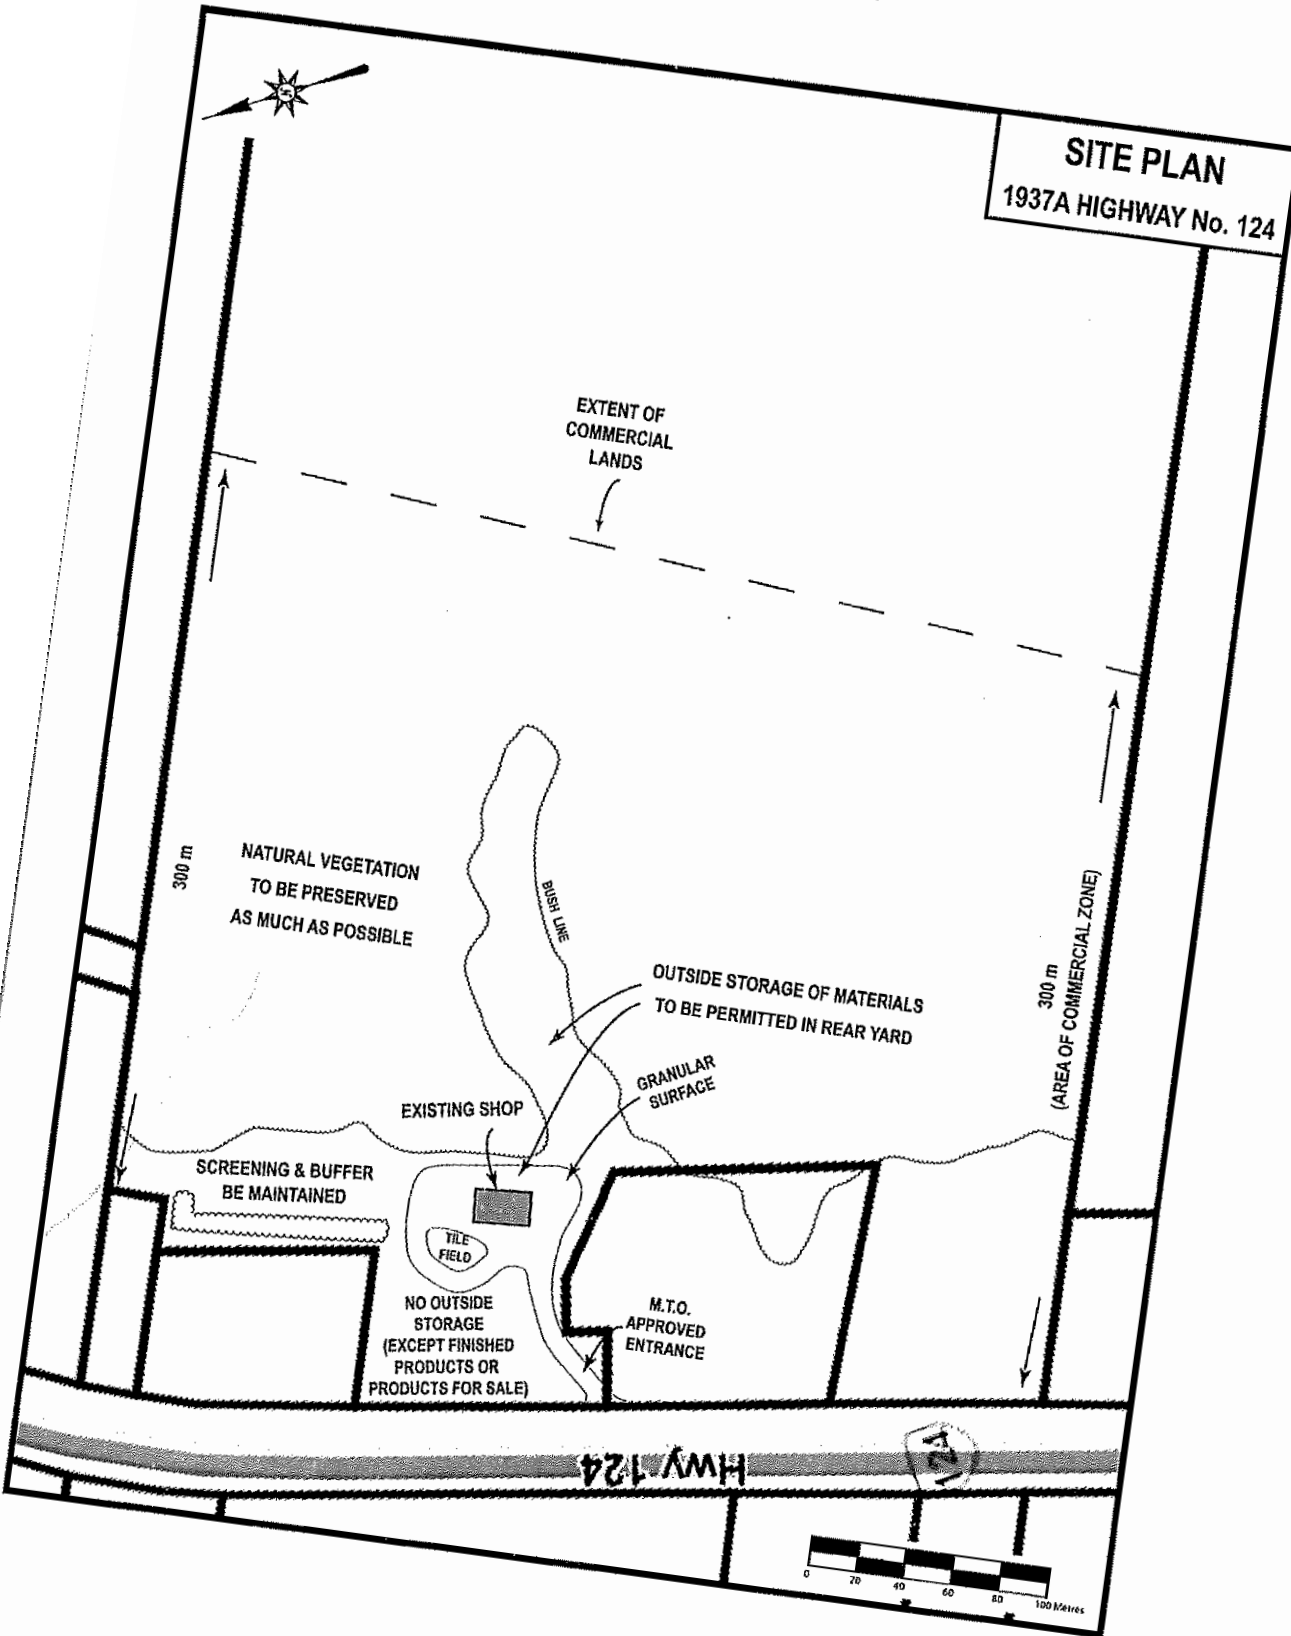 N
SITE PLAN
1937A HIGHWAY No. 124
EXTENT OF
COMMERCIAL
LANDS
300 m
NATURAL VEGETATION
TO BE PRESERVED
AS MUCH AS POSSIBLE
BUSH LINE
OUTSIDE STORAGE OF MATERIALS
TO BE PERMITTED IN REAR YARD
300 m
(AREA OF COMMERCIAL ZONE)
GRANULAR
SURFACE
EXISTING SHOP
SCREENING & BUFFER
BE MAINTAINED
TILE
FIELD
NO OUTSIDE
STORAGE
(EXCEPT FINISHED
PRODUCTS OR
PRODUCTS FOR SALE)
M.T.O.
APPROVED
ENTRANCE
Hwy 124
124
0 20 40 60 80 100 Metres